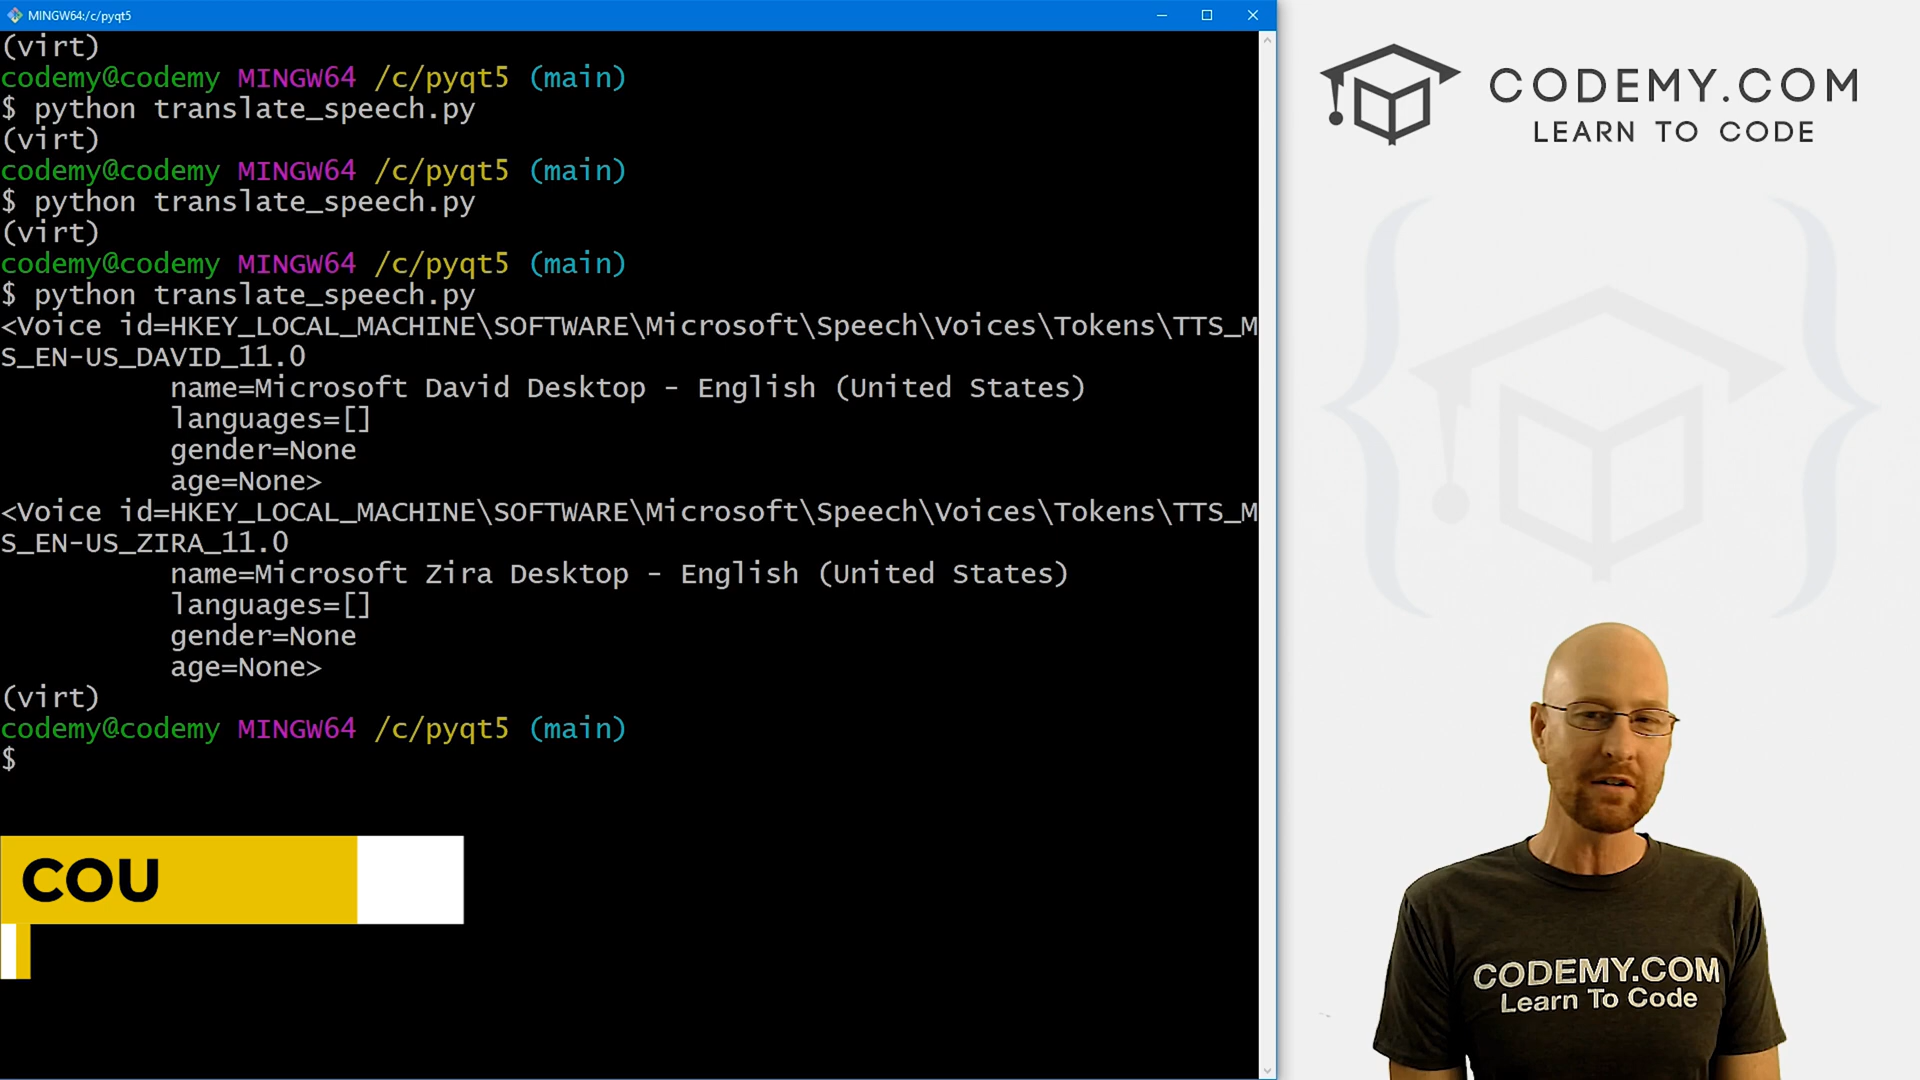 MINGW64:/c/pyqt5
(virt)
codemy@codemy MINGW64 /c/pyqt5 (main)
$ python translate_speech.py
(virt)
codemy@codemy MINGW64 /c/pyqt5 (main)
$ python translate_speech.py
(virt)
codemy@codemy MINGW64 /c/pyqt5 (main)
$ python translate_speech.py
<Voice id=HKEY_LOCAL_MACHINE\SOFTWARE\Microsoft\Speech\Voices\Tokens\TTS_M
S_EN-US_DAVID_11.0
name=Microsoft David Desktop - English (United States)
languages=[]
gender=None
age=None>
<Voice id=HKEY_LOCAL_MACHINE\SOFTWARE\Microsoft\Speech\Voices\Tokens\TTS_M
S_EN-US_ZIRA_11.0
name=Microsoft Zira Desktop - English (United States)
languages=[]
gender=None
age=None>
(virt)
codemy@codemy MINGW64 /c/pyqt5 (main)
$
COU
CODEMY.COM
LEARN TO CODE
CODEMY.COM
Learn To Code